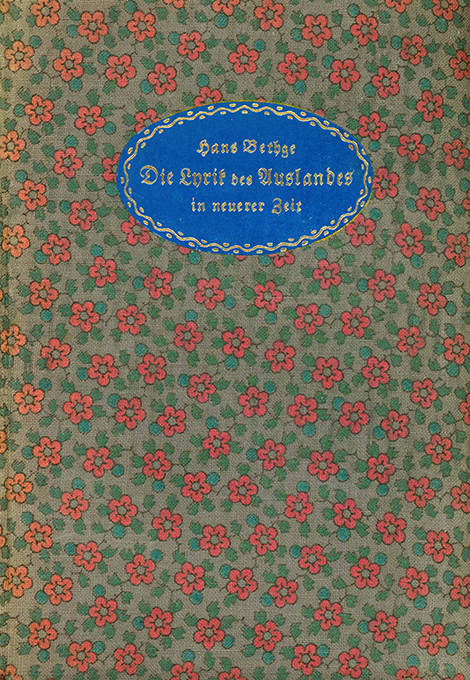 Hans Bethge
Die Lyrik des Auslandes
in neuerer Zeit